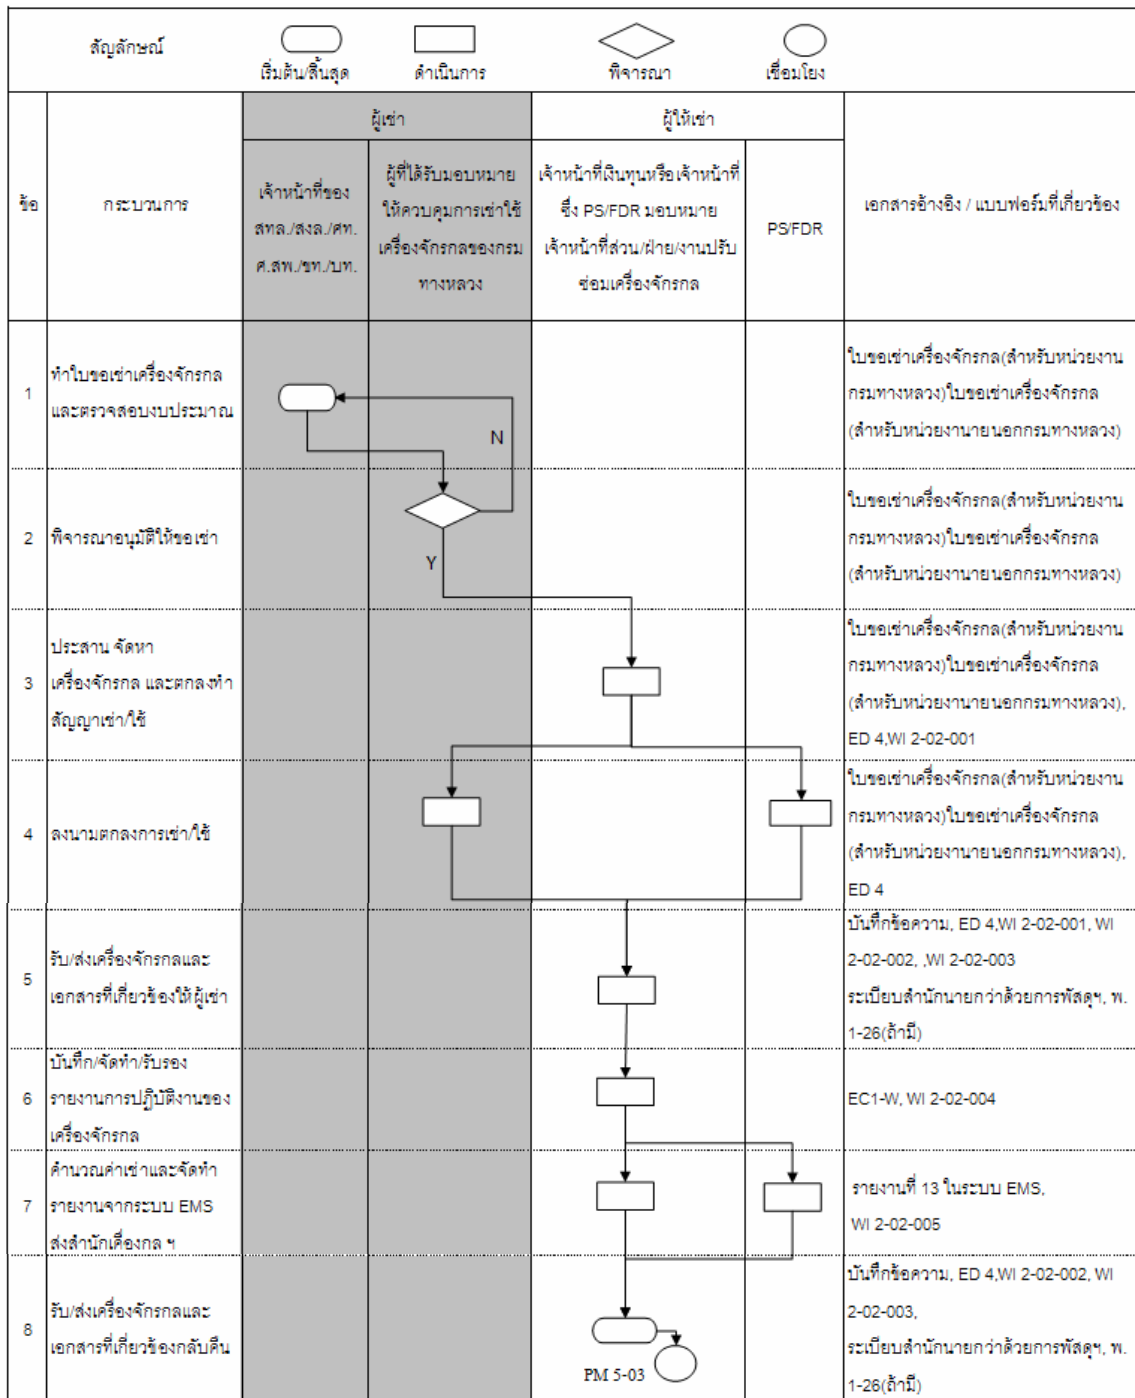 สัญลักษณ์
เริ่มต้น/สิ้นสุด
ดำเนินการ
พิจารณา
เชื่อมโยง
ข้อ
กระบวนการ
ผู้เช่า
ผู้ให้เช่า
เจ้าหน้าที่ของ
สทล./สงล./ศท.
ศ.สพ./ขท./บท.
ผู้ที่ได้รับมอบหมาย
ให้ควบคุมการเช่าใช้
เครื่องจักรกลของกรม
ทางหลวง
เจ้าหน้าที่เงินทุนหรือเจ้าหน้าที่
ซึ่ง PS/FDR มอบหมาย
เจ้าหน้าที่ส่วน/ฝ่าย/งานปรับ
ซ่อมเครื่องจักรกล
PS/FDR
เอกสารอ้างอิง / แบบฟอร์มที่เกี่ยวข้อง
1
ทำใบขอเช่าเครื่องจักรกล
และตรวจสอบงบประมาณ
N
ใบขอเช่าเครื่องจักรกล(สำหรับหน่วยงาน
กรมทางหลวง)ใบขอเช่าเครื่องจักรกล
(สำหรับหน่วยงานายนอกกรมทางหลวง)
2
พิจารณาอนุมัติให้ขอเช่า
Y
ใบขอเช่าเครื่องจักรกล(สำหรับหน่วยงาน
กรมทางหลวง)ใบขอเช่าเครื่องจักรกล
(สำหรับหน่วยงานายนอกกรมทางหลวง)
3
ประสาน จัดหา
เครื่องจักรกล และตกลงทำ
สัญญาเช่า/ใช้
ใบขอเช่าเครื่องจักรกล(สำหรับหน่วยงาน
กรมทางหลวง)ใบขอเช่าเครื่องจักรกล
(สำหรับหน่วยงานายนอกกรมทางหลวง),
ED 4,WI 2-02-001
4
ลงนามตกลงการเช่า/ใช้
ใบขอเช่าเครื่องจักรกล(สำหรับหน่วยงาน
กรมทางหลวง)ใบขอเช่าเครื่องจักรกล
(สำหรับหน่วยงานายนอกกรมทางหลวง),
ED 4
5
รับ/ส่งเครื่องจักรกลและ
เอกสารที่เกี่ยวข้องให้ผู้เช่า
บันทึกข้อความ, ED 4,WI 2-02-001, WI
2-02-002, ,WI 2-02-003
ระเบียบสำนักนายกว่าด้วยการพัสดุฯ, พ.
1-26(ถ้ามี)
6
บันทึก/จัดทำ/รับรอง
รายงานการปฏิบัติงานของ
เครื่องจักรกล
EC1-W, WI 2-02-004
7
คำนวณค่าเช่าและจัดทำ
รายงานจากระบบ EMS
ส่งสำนักเคื่องกล ฯ
รายงานที่ 13 ในระบบ EMS,
WI 2-02-005
8
รับ/ส่งเครื่องจักรกลและ
เอกสารที่เกี่ยวข้องกลับคืน
PM 5-03
บันทึกข้อความ, ED 4,WI 2-02-002, WI
2-02-003,
ระเบียบสำนักนายกว่าด้วยการพัสดุฯ, พ.
1-26(ถ้ามี)